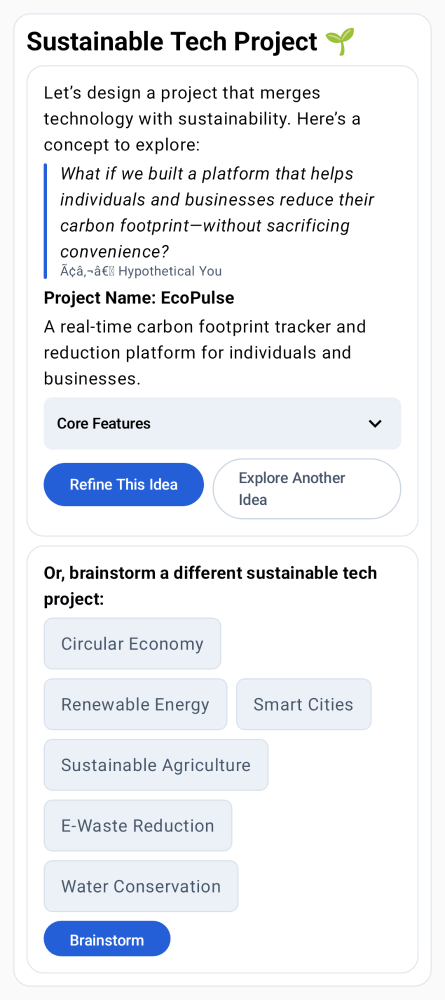 Sustainable Tech Project 🌱
Let’s design a project that merges
technology with sustainability. Here’s a
concept to explore:
What if we built a platform that helps
individuals and businesses reduce their
carbon footprint—without sacrificing
convenience?
Hypothetical You
Project Name: EcoPulse
A real-time carbon footprint tracker and
reduction platform for individuals and
businesses.
Core Features
Refine This Idea
Explore Another
Idea
Or, brainstorm a different sustainable tech
project:
Circular Economy
Renewable Energy
Smart Cities
Sustainable Agriculture
E-Waste Reduction
Water Conservation
Brainstorm